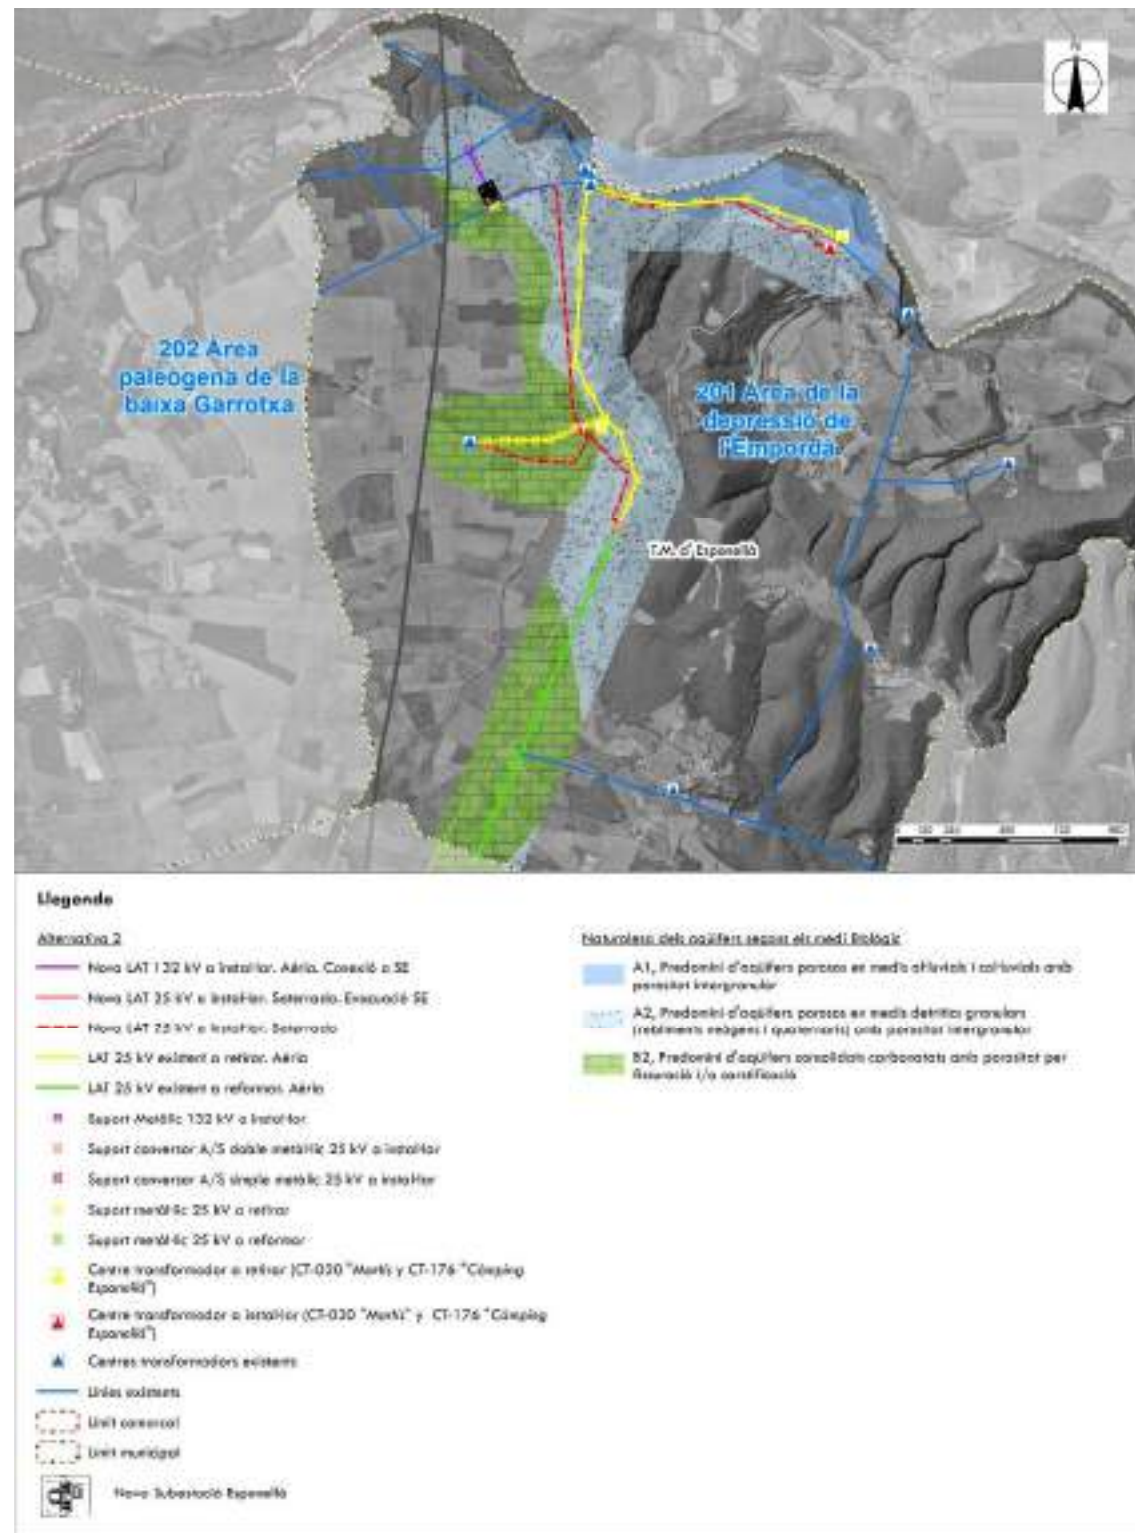 N
202 Àrea
paleogena de la
baixa Garrotxa
201 Àrea de la
depressió de
l'Empordà
T.M. d'Esponellà
Llegenda
Alternativa 2
Nova LAT 132 kV a instal·lar. Aèria. Conexió a SE
Nova LAT 25 kV a instal·lar. Soterrada. Evacuació SE
Nova LAT 25 kV a instal·lar. Soterrada
LAT 25 kV existent a retirar. Aèria
LAT 25 kV existent a reformar. Aèria
Suport Metàl·lic 132 kV a instal·lar
Suport conversor A/S doble metàl·lic 25 kV a instal·lar
Suport conversor A/S simple metàl·lic 25 kV a instal·lar
Suport metàl·lic 25 kV a retirar
Suport metàl·lic 25 kV a reformar
Centre transformador a retirar (CT-030 "Martís y CT-176 "Càmping
Esponellà")
Centre transformador a instal·lar (CT-030 "Martís" y CT-176 "Càmping
Esponellà")
Centres transformadors existents
Línies existents
Límit comarcal
Límit municipal
Nova Subestació Esponellà
Naturalesa dels aqüífers segons els medi litològic
A1, Predomini d'aqüífers porosos en medis al·luvials i col·luvials amb
porositat intergranular
A2, Predomini d'aqüífers porosos en medis detrítics granulars
(rebliments neògens i quaternaris) amb porositat intergranular
B2, Predomini d'aqüífers consolidats carbonatats amb porositat per
fissuració i/o carstificació